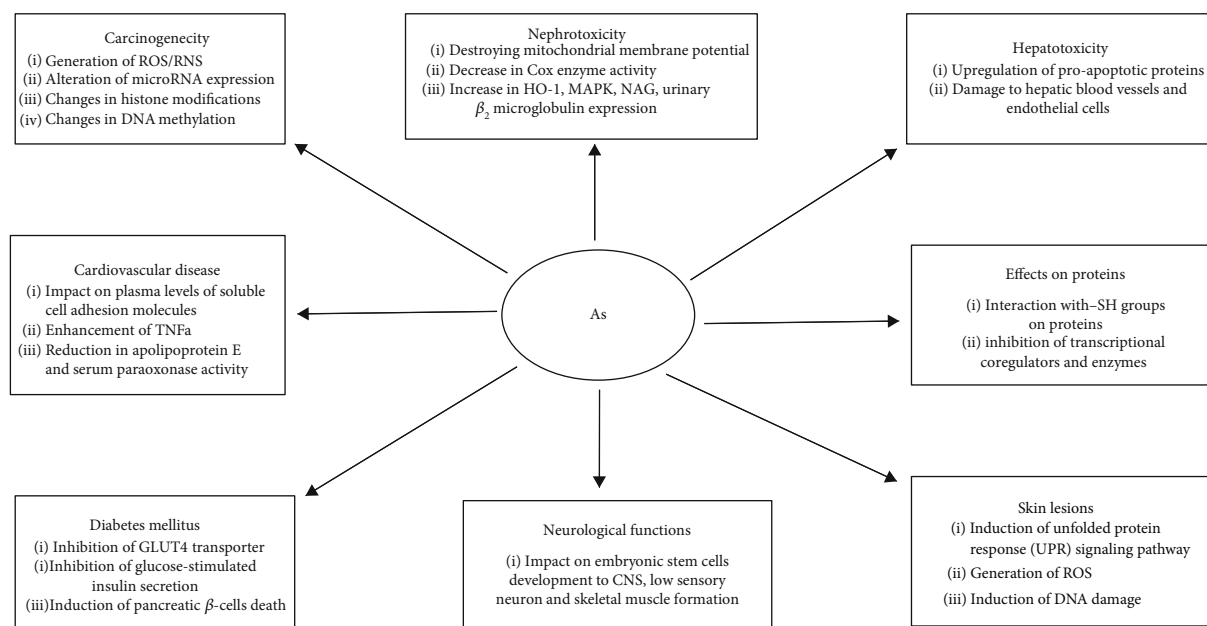 Carcinogenecity
(i) Generation of ROS/RNS
(ii) Alteration of microRNA expression
(iii) Changes in histone modifications
(iv) Changes in DNA methylation
Nephrotoxicity
(i) Destroying mitochondrial membrane potential
(ii) Decrease in Cox enzyme activity
(iii) Increase in HO-1, MAPK, NAG, urinary
β₂ microglobulin expression
Hepatotoxicity
(i) Upregulation of pro-apoptotic proteins
(ii) Damage to hepatic blood vessels and
endothelial cells
Cardiovascular disease
(i) Impact on plasma levels of soluble
cell adhesion molecules
(ii) Enhancement of TNFa
(iii) Reduction in apolipoprotein E
and serum paraoxonase activity
As
Effects on proteins
(i) Interaction with–SH groups
on proteins
(ii) inhibition of transcriptional
coregulators and enzymes
Diabetes mellitus
(i) Inhibition of GLUT4 transporter
(i)Inhibition of glucose-stimulated
insulin secretion
(iii)Induction of pancreatic β-cells death
Neurological functions
(i) Impact on embryonic stem cells
development to CNS, low sensory
neuron and skeletal muscle formation
Skin lesions
(i) Induction of unfolded protein
response (UPR) signaling pathway
(ii) Generation of ROS
(iii) Induction of DNA damage